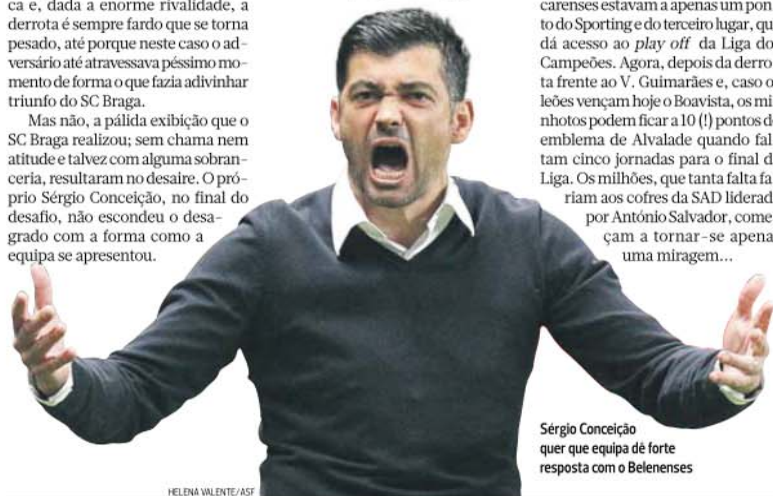 ca e, dada a enorme rivalidade, a
derrota é sempre fardo que se torna
pesado, até porque neste caso o ad-
versário até atravessava péssimo mo-
mento de forma o que fazia adivinhar
triunfo do SC Braga.
Mas não, a pálida exibição que o
SC Braga realizou; sem chama nem
atitude e talvez com alguma sobran-
ceria, resultaram no desaire. O pró-
prio Sérgio Conceição, no final do
desafio, não escondeu o desa-
grado com a forma como a
equipa se apresentou.
carenses estavam a apenas um pon
to do Sporting e do terceiro lugar, qu
dá acesso ao play off da Liga do
Campeões. Agora, depois da derro
ta frente ao V. Guimarães e, caso o
leões vençam hoje o Boavista, os mi
nhotos podem ficar a 10 (!) pontos d
emblema de Alvalade quando fal
tam cinco jornadas para o final d
Liga. Os milhões, que tanta falta fa
riam aos cofres da SAD liderad
por António Salvador, come
çam a tornar-se apena
uma miragem...
Sérgio Conceição
quer que equipa dê forte
resposta com o Belenenses
HELENA VALENTE/ASF